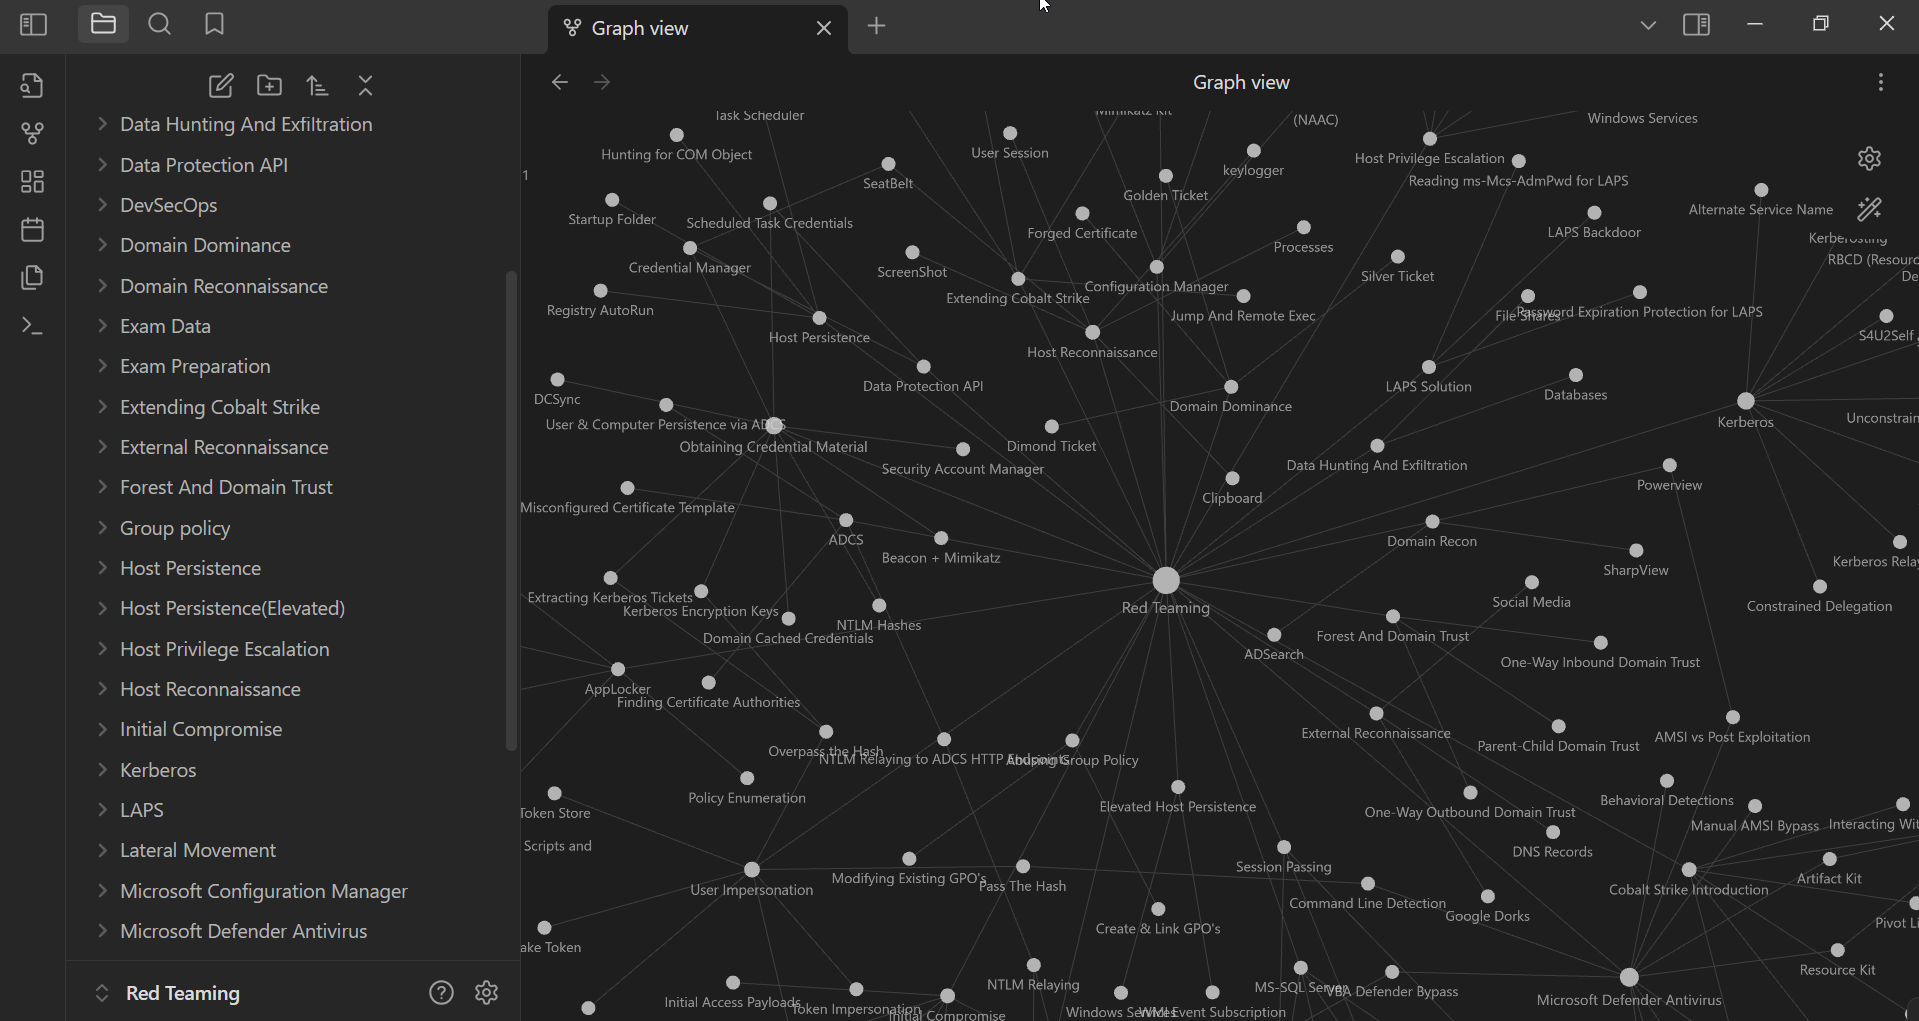 Graph view
Graph view
Data Hunting And Exfiltration
Data Protection API
DevSecOps
Domain Dominance
Domain Reconnaissance
Exam Data
Exam Preparation
Extending Cobalt Strike
External Reconnaissance
Forest And Domain Trust
Group policy
Host Persistence
Host Persistence(Elevated)
Host Privilege Escalation
Host Reconnaissance
Initial Compromise
Kerberos
LAPS
Lateral Movement
Microsoft Configuration Manager
Microsoft Defender Antivirus
Red Teaming
Task Scheduler
Mimikatz Kit
(NAAC)
Windows Services
Hunting for COM Object
User Session
Host Privilege Escalation
keylogger
1
SeatBelt
Reading ms-Mcs-AdmPwd for LAPS
Golden Ticket
Alternate Service Name
Startup Folder
Scheduled Task Credentials
Forged Certificate
LAPS Backdoor
Kerberosting
Processes
RBCD (Resourc
De
Credential Manager
ScreenShot
Silver Ticket
Configuration Manager
Extending Cobalt Strike
Registry AutoRun
Jump And Remote Exec
File Shares
Password Expiration Protection for LAPS
Host Persistence
S4U2Self
Host Reconnaissance
Data Protection API
LAPS Solution
DCSync
Databases
Domain Dominance
Unconstrain
User & Computer Persistence via ADCS
Kerberos
Obtaining Credential Material
Dimond Ticket
Security Account Manager
Data Hunting And Exfiltration
Powerview
Clipboard
Misconfigured Certificate Template
ADCS
Domain Recon
Beacon + Mimikatz
Kerberos Relay
SharpView
Extracting Kerberos Tickets
Kerberos Encryption Keys
Red Teaming
Social Media
Constrained Delegation
NTLM Hashes
Domain Cached Credentials
Forest And Domain Trust
ADSearch
One-Way Inbound Domain Trust
AppLocker
Finding Certificate Authorities
External Reconnaissance
AMSI vs Post Exploitation
Parent-Child Domain Trust
Overpass the Hash
NTLM Relaying to ADCS HTTP Endpoints
Abusing Group Policy
Policy Enumeration
Behavioral Detections
Elevated Host Persistence
Token Store
One-Way Outbound Domain Trust
Manual AMSI Bypass
Interacting Wit
Scripts and
DNS Records
Session Passing
Modifying Existing GPO's
Artifact Kit
Pass The Hash
User Impersonation
Cobalt Strike Introduction
Command Line Detection
Google Dorks
Pivot Li
Create & Link GPO's
ake Token
Resource Kit
NTLM Relaying
MS-SQL Server
VBA Defender Bypass
Microsoft Defender Antivirus
Initial Access Payloads
Token Impersonation
Initial Compromise
Windows Services
WMI Event Subscription